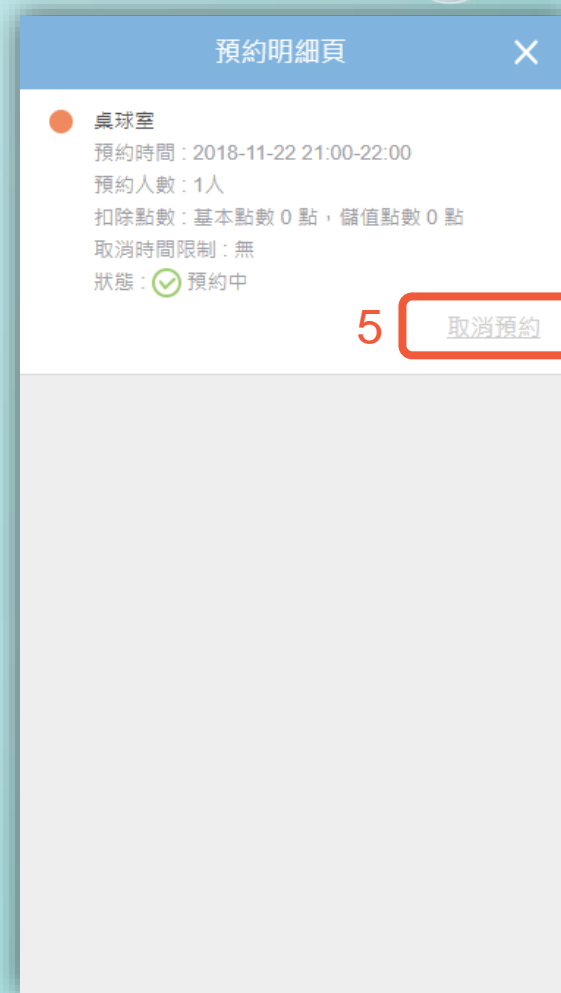 預約明細頁
桌球室
預約時間 : 2018-11-22 21:00-22:00
預約人數 : 1人
扣除點數 : 基本點數 0 點，儲值點數 0 點
取消時間限制 : 無
狀態 : 預約中
5 取消預約